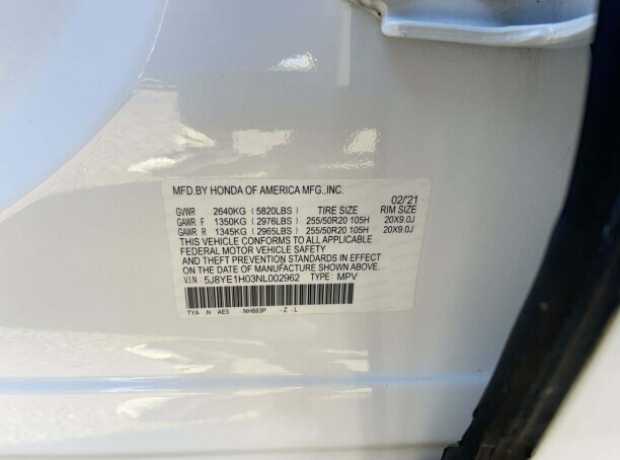 MFD.BY HONDA OF AMERICA MFG.,INC. 02/'21
GVWR 2640KG (5820LBS) TIRE SIZE RIM SIZE
GAWR F 1350KG (2976LBS) 255/50R20 105H 20X9.0J
GAWR R 1345KG (2965LBS) 255/50R20 105H 20X9.0J
THIS VEHICLE CONFORMS TO ALL APPLICABLE
FEDERAL MOTOR VEHICLE SAFETY
AND THEFT PREVENTION STANDARDS IN EFFECT
ON THE DATE OF MANUFACTURE SHOWN ABOVE.
V.I.N: 5J8YE1H03NL002962 TYPE: MPV
TYA N AE3 NH883P -Z -L